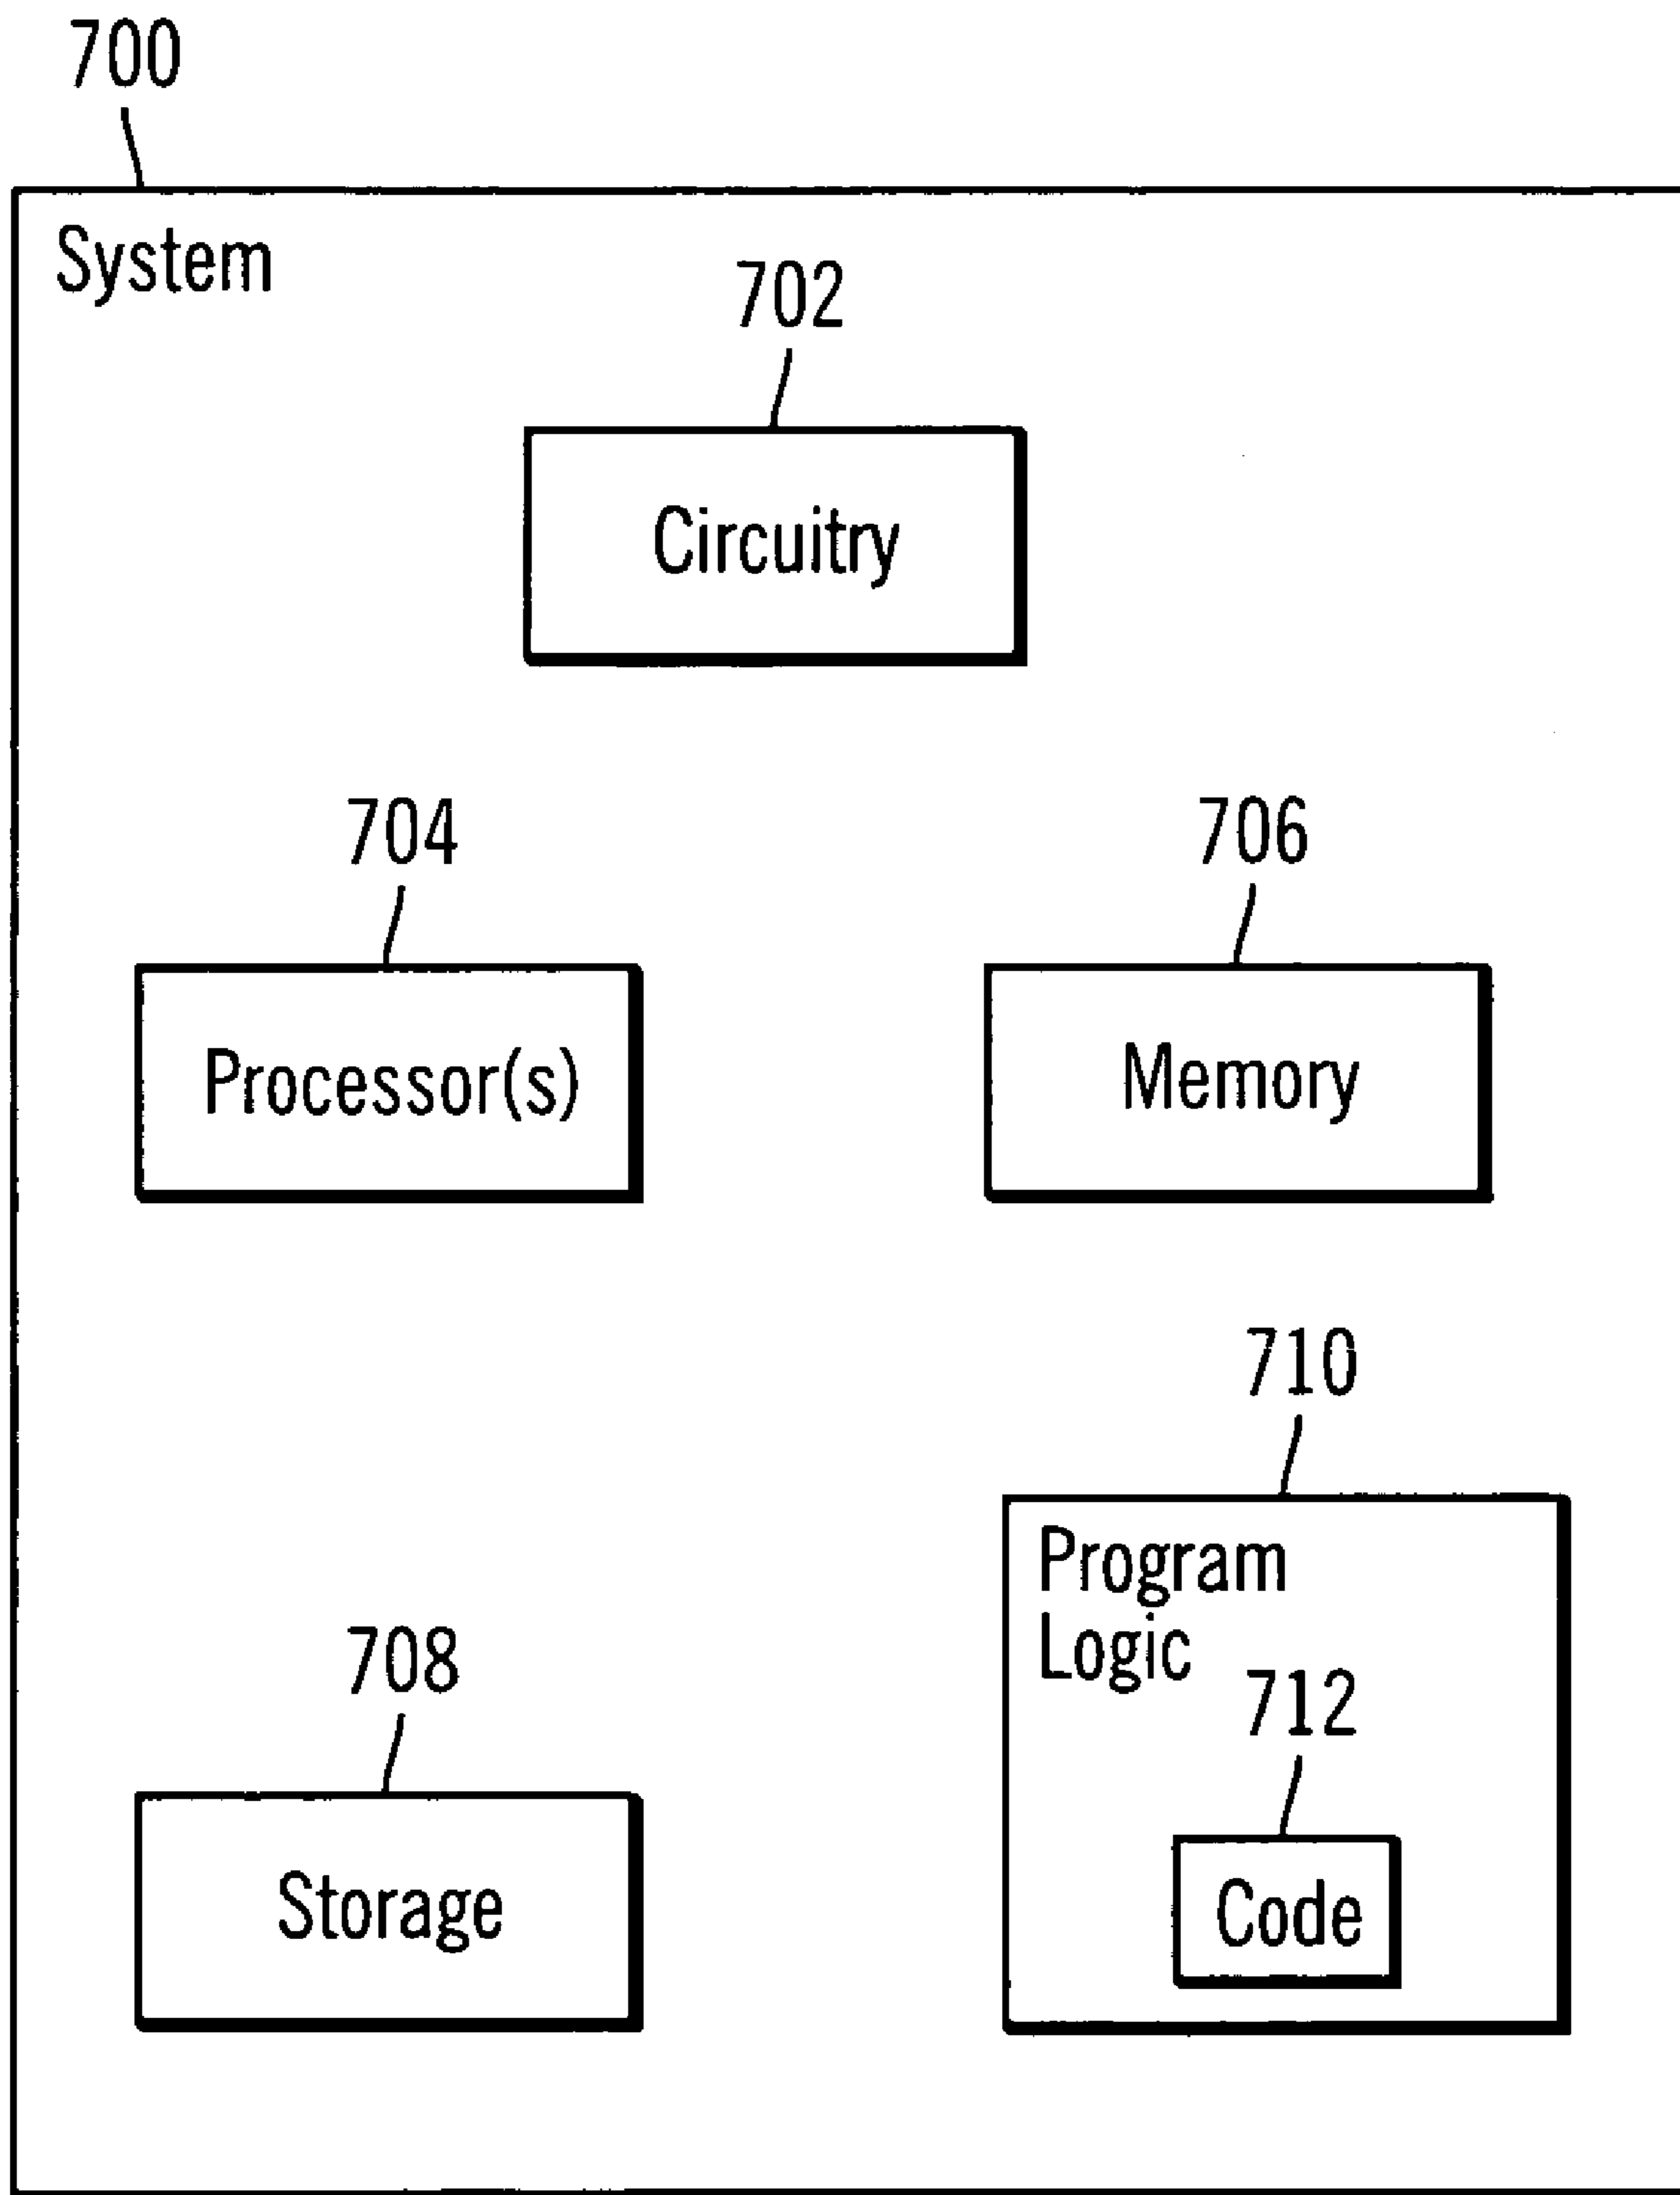 700
System
702
Circuitry
704
706
Processor(s)
Memory
710
Program
Logic
708
712
Storage
Code